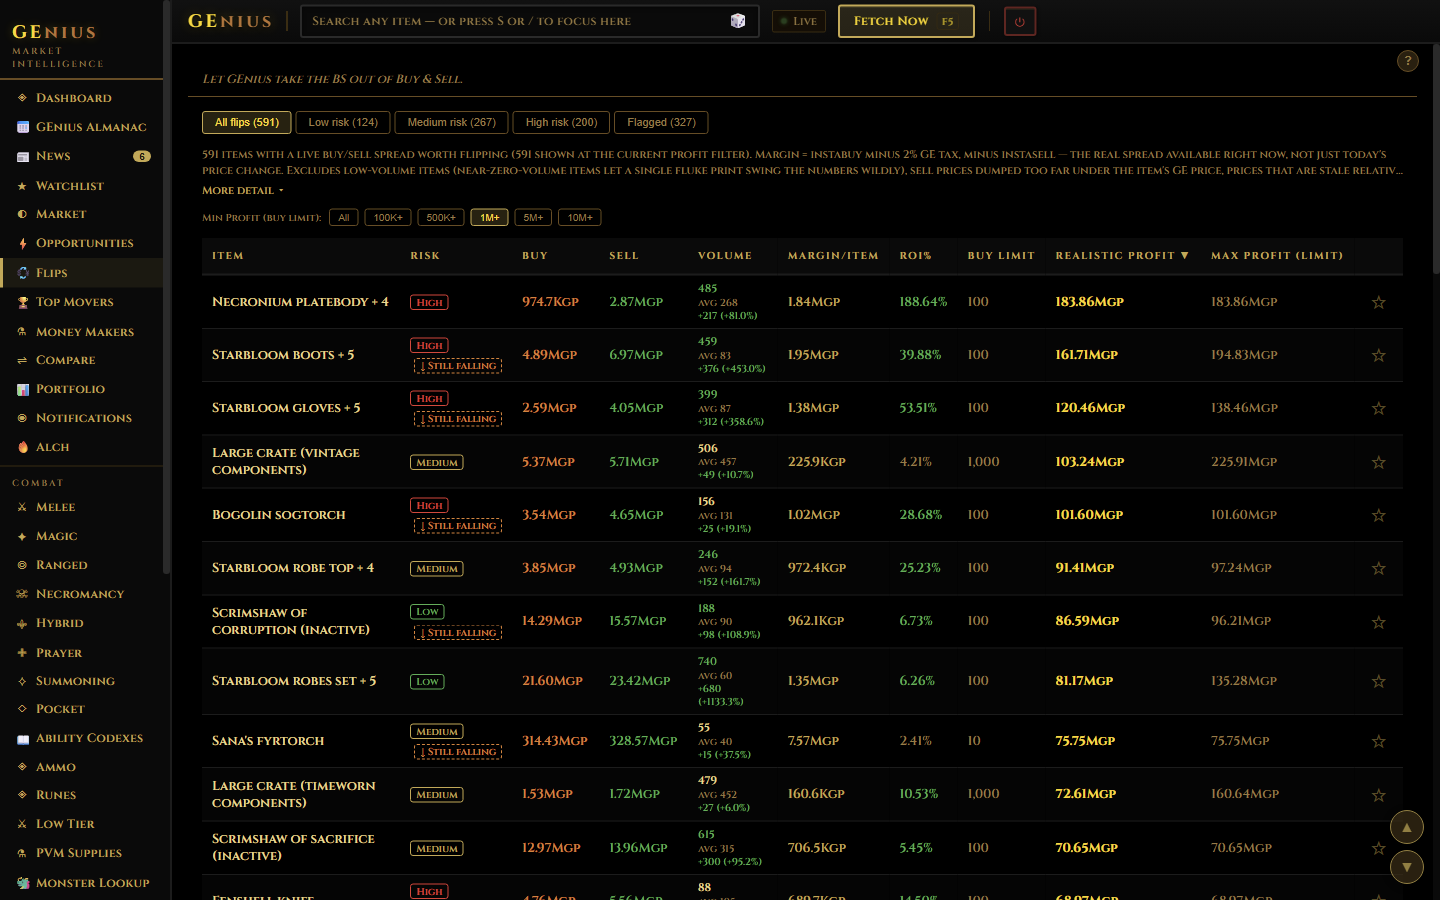 GENIUS
MARKET
INTELLIGENCE
DASHBOARD
GENIUS ALMANAC
NEWS 6
WATCHLIST
MARKET
OPPORTUNITIES
FLIPS
TOP MOVERS
MONEY MAKERS
COMPARE
PORTFOLIO
NOTIFICATIONS
ALCH
COMBAT
MELEE
MAGIC
RANGED
NECROMANCY
HYBRID
PRAYER
SUMMONING
POCKET
ABILITY CODEXES
AMMO
RUNES
LOW TIER
PVM SUPPLIES
MONSTER LOOKUP
GENIUS
SEARCH ANY ITEM — OR PRESS S OR / TO FOCUS HERE
LIVE
FETCH NOW F5
?
LET GENIUS TAKE THE BS OUT OF BUY & SELL.
All flips (591) Low risk (124) Medium risk (267) High risk (200) Flagged (327)
591 ITEMS WITH A LIVE BUY/SELL SPREAD WORTH FLIPPING (591 SHOWN AT THE CURRENT PROFIT FILTER). MARGIN = INSTABUY MINUS 2% GE TAX, MINUS INSTASELL — THE REAL SPREAD AVAILABLE RIGHT NOW, NOT JUST TODAY'S
PRICE CHANGE. EXCLUDES LOW-VOLUME ITEMS (NEAR-ZERO-VOLUME ITEMS LET A SINGLE FLUKE PRINT SWING THE NUMBERS WILDLY), SELL PRICES DUMPED TOO FAR UNDER THE ITEM'S GE PRICE, PRICES THAT ARE STALE RELATIV...
MORE DETAIL ▾
MIN PROFIT (BUY LIMIT): All 100K+ 500K+ 1M+ 5M+ 10M+
ITEM RISK BUY SELL VOLUME MARGIN/ITEM ROI% BUY LIMIT REALISTIC PROFIT ▼ MAX PROFIT (LIMIT)
NECRONIUM PLATEBODY + 4 HIGH 974.7KGP 2.87MGP 485 1.84MGP 188.64% 100 183.86MGP 183.86MGP ☆
AVG 268
+217 (+81.0%)
STARBLOOM BOOTS + 5 HIGH 4.89MGP 6.97MGP 459 1.95MGP 39.88% 100 161.71MGP 194.83MGP ☆
AVG 83
↓ STILL FALLING +376 (+453.0%)
STARBLOOM GLOVES + 5 HIGH 2.59MGP 4.05MGP 399 1.38MGP 53.51% 100 120.46MGP 138.46MGP ☆
AVG 87
↓ STILL FALLING +312 (+358.6%)
LARGE CRATE (VINTAGE MEDIUM 5.37MGP 5.71MGP 506 225.9KGP 4.21% 1,000 103.24MGP 225.91MGP ☆
COMPONENTS) AVG 457
+49 (+10.7%)
BOGOLIN SOGTORCH HIGH 3.54MGP 4.65MGP 156 1.02MGP 28.68% 100 101.60MGP 101.60MGP ☆
AVG 131
↓ STILL FALLING +25 (+19.1%)
STARBLOOM ROBE TOP + 4 MEDIUM 3.85MGP 4.93MGP 246 972.4KGP 25.23% 100 91.41MGP 97.24MGP ☆
AVG 94
+152 (+161.7%)
SCRIMSHAW OF LOW 14.29MGP 15.57MGP 188 962.1KGP 6.73% 100 86.59MGP 96.21MGP ☆
CORRUPTION (INACTIVE) AVG 90
↓ STILL FALLING +98 (+108.9%)
STARBLOOM ROBES SET + 5 LOW 21.60MGP 23.42MGP 740 1.35MGP 6.26% 100 81.17MGP 135.28MGP ☆
AVG 60
+680
(+1133.3%)
SANA'S FYRTORCH MEDIUM 314.43MGP 328.57MGP 55 7.57MGP 2.41% 10 75.75MGP 75.75MGP ☆
AVG 40
↓ STILL FALLING +15 (+37.5%)
LARGE CRATE (TIMEWORN MEDIUM 1.53MGP 1.72MGP 479 160.6KGP 10.53% 1,000 72.61MGP 160.64MGP ☆
COMPONENTS) AVG 452
+27 (+6.0%)
SCRIMSHAW OF SACRIFICE MEDIUM 12.97MGP 13.96MGP 615 706.5KGP 5.45% 100 70.65MGP 70.65MGP ☆
(INACTIVE) AVG 315
+300 (+95.2%)
HIGH 88